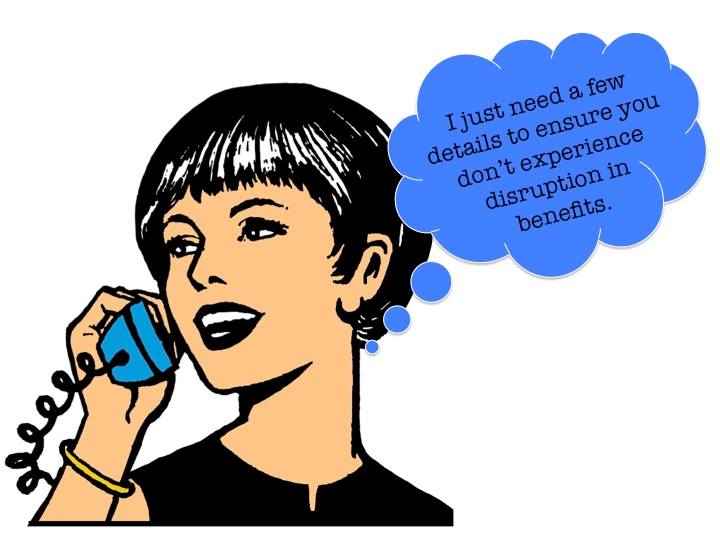 I just need a few
details to ensure you
don’t experience
disruption in
benefits.